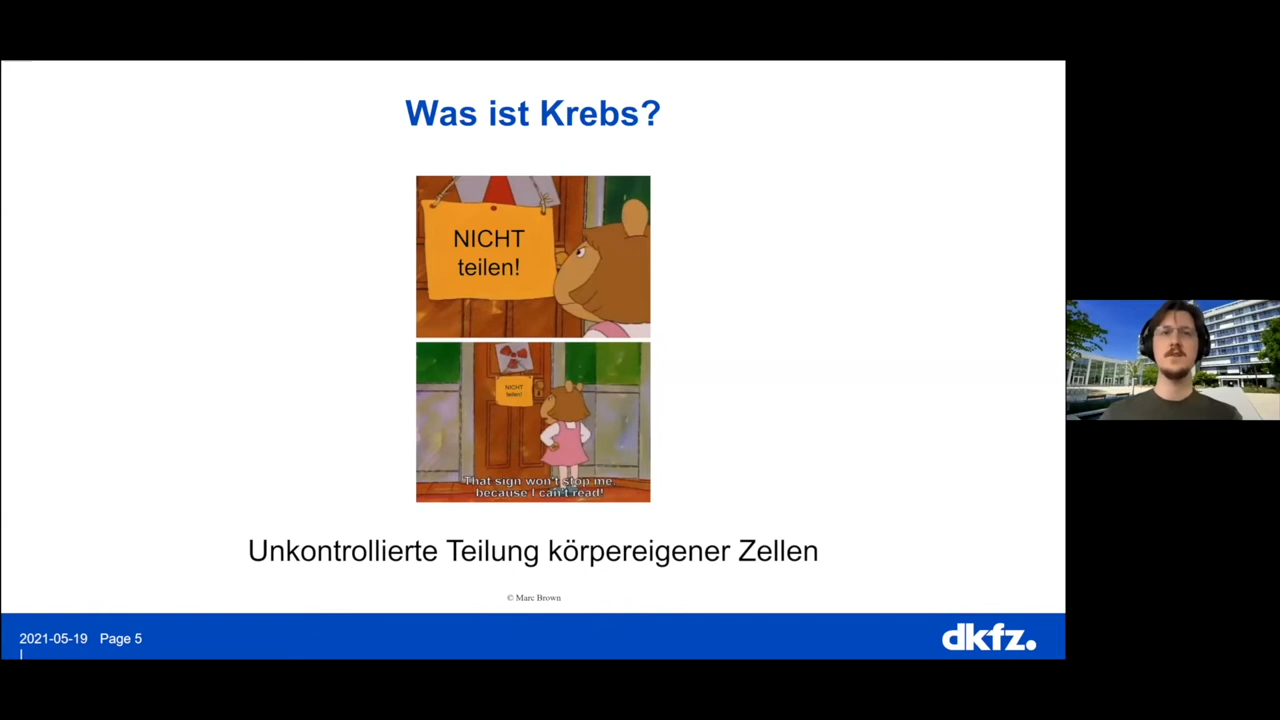 Was ist Krebs?
NICHT
teilen!
NICHT
teilen!
That sign won't stop me,
because I can't read!
Unkontrollierte Teilung körpereigener Zellen
© Marc Brown
2021-05-19 Page 5
dkfz.